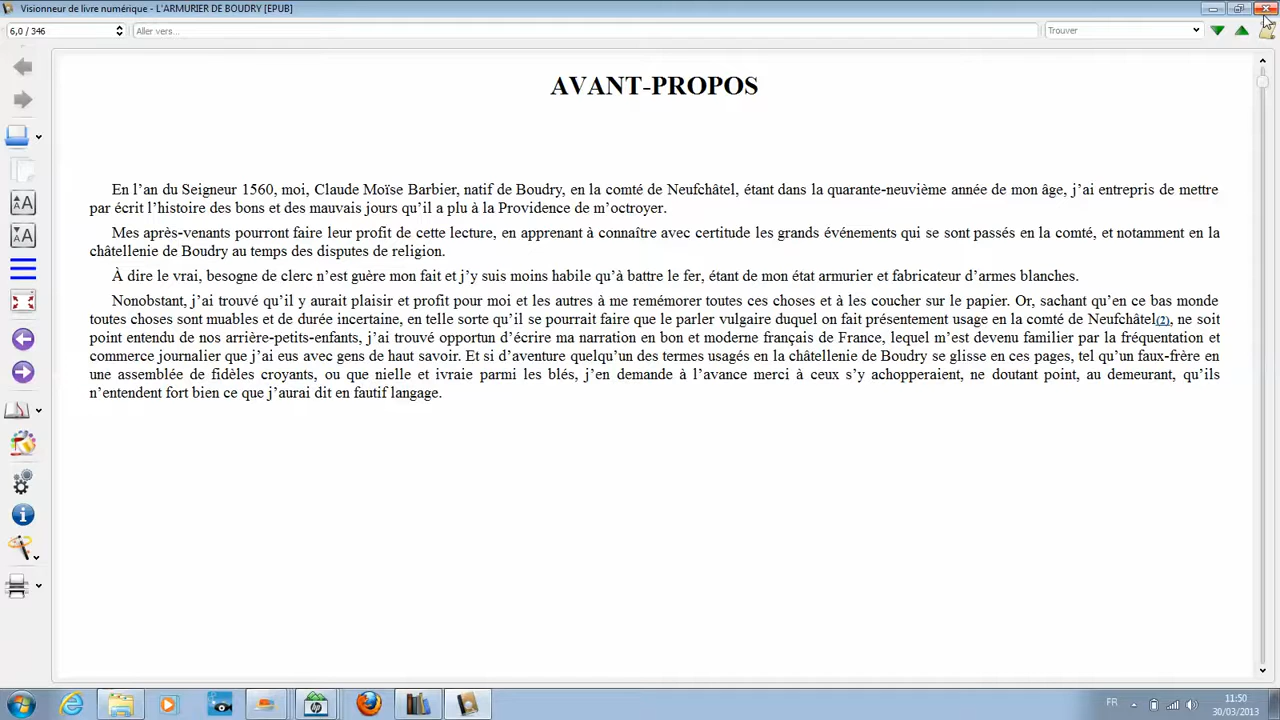 Visionneur de livre numérique - L'ARMURIER DE BOUDRY [EPUB]
6,0 / 346
Aller vers...
Trouver
AVANT-PROPOS
En l’an du Seigneur 1560, moi, Claude Moïse Barbier, natif de Boudry, en la comté de Neufchâtel, étant dans la quarante-neuvième année de mon âge, j’ai entrepris de mettre
par écrit l’histoire des bons et des mauvais jours qu’il a plu à la Providence de m’octroyer.
Mes après-venants pourront faire leur profit de cette lecture, en apprenant à connaître avec certitude les grands événements qui se sont passés en la comté, et notamment en la
châtellenie de Boudry au temps des disputes de religion.
À dire le vrai, besogne de clerc n’est guère mon fait et j’y suis moins habile qu’à battre le fer, étant de mon état armurier et fabricateur d’armes blanches.
Nonobstant, j’ai trouvé qu’il y aurait plaisir et profit pour moi et les autres à me remémorer toutes ces choses et à les coucher sur le papier. Or, sachant qu’en ce bas monde
toutes choses sont muables et de durée incertaine, en telle sorte qu’il se pourrait faire que le parler vulgaire duquel on fait présentement usage en la comté de Neufchâtel(2), ne soit
point entendu de nos arrière-petits-enfants, j’ai trouvé opportun d’écrire ma narration en bon et moderne français de France, lequel m’est devenu familier par la fréquentation et
commerce journalier que j’ai eus avec gens de haut savoir. Et si d’aventure quelqu’un des termes usagés en la châtellenie de Boudry se glisse en ces pages, tel qu’un faux-frère en
une assemblée de fidèles croyants, ou que nielle et ivraie parmi les blés, j’en demande à l’avance merci à ceux s’y achopperaient, ne doutant point, au demeurant, qu’ils
n’entendent fort bien ce que j’aurai dit en fautif langage.
FR
11:50
30/03/2013